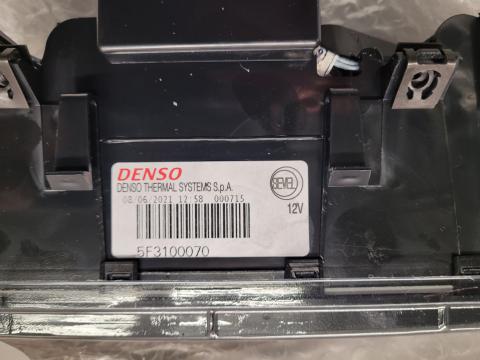 DENSO
DENSO THERMAL SYSTEMS S.p.A.
08/06/2021 12:58 000715
SEVEL
12V
5F3100070